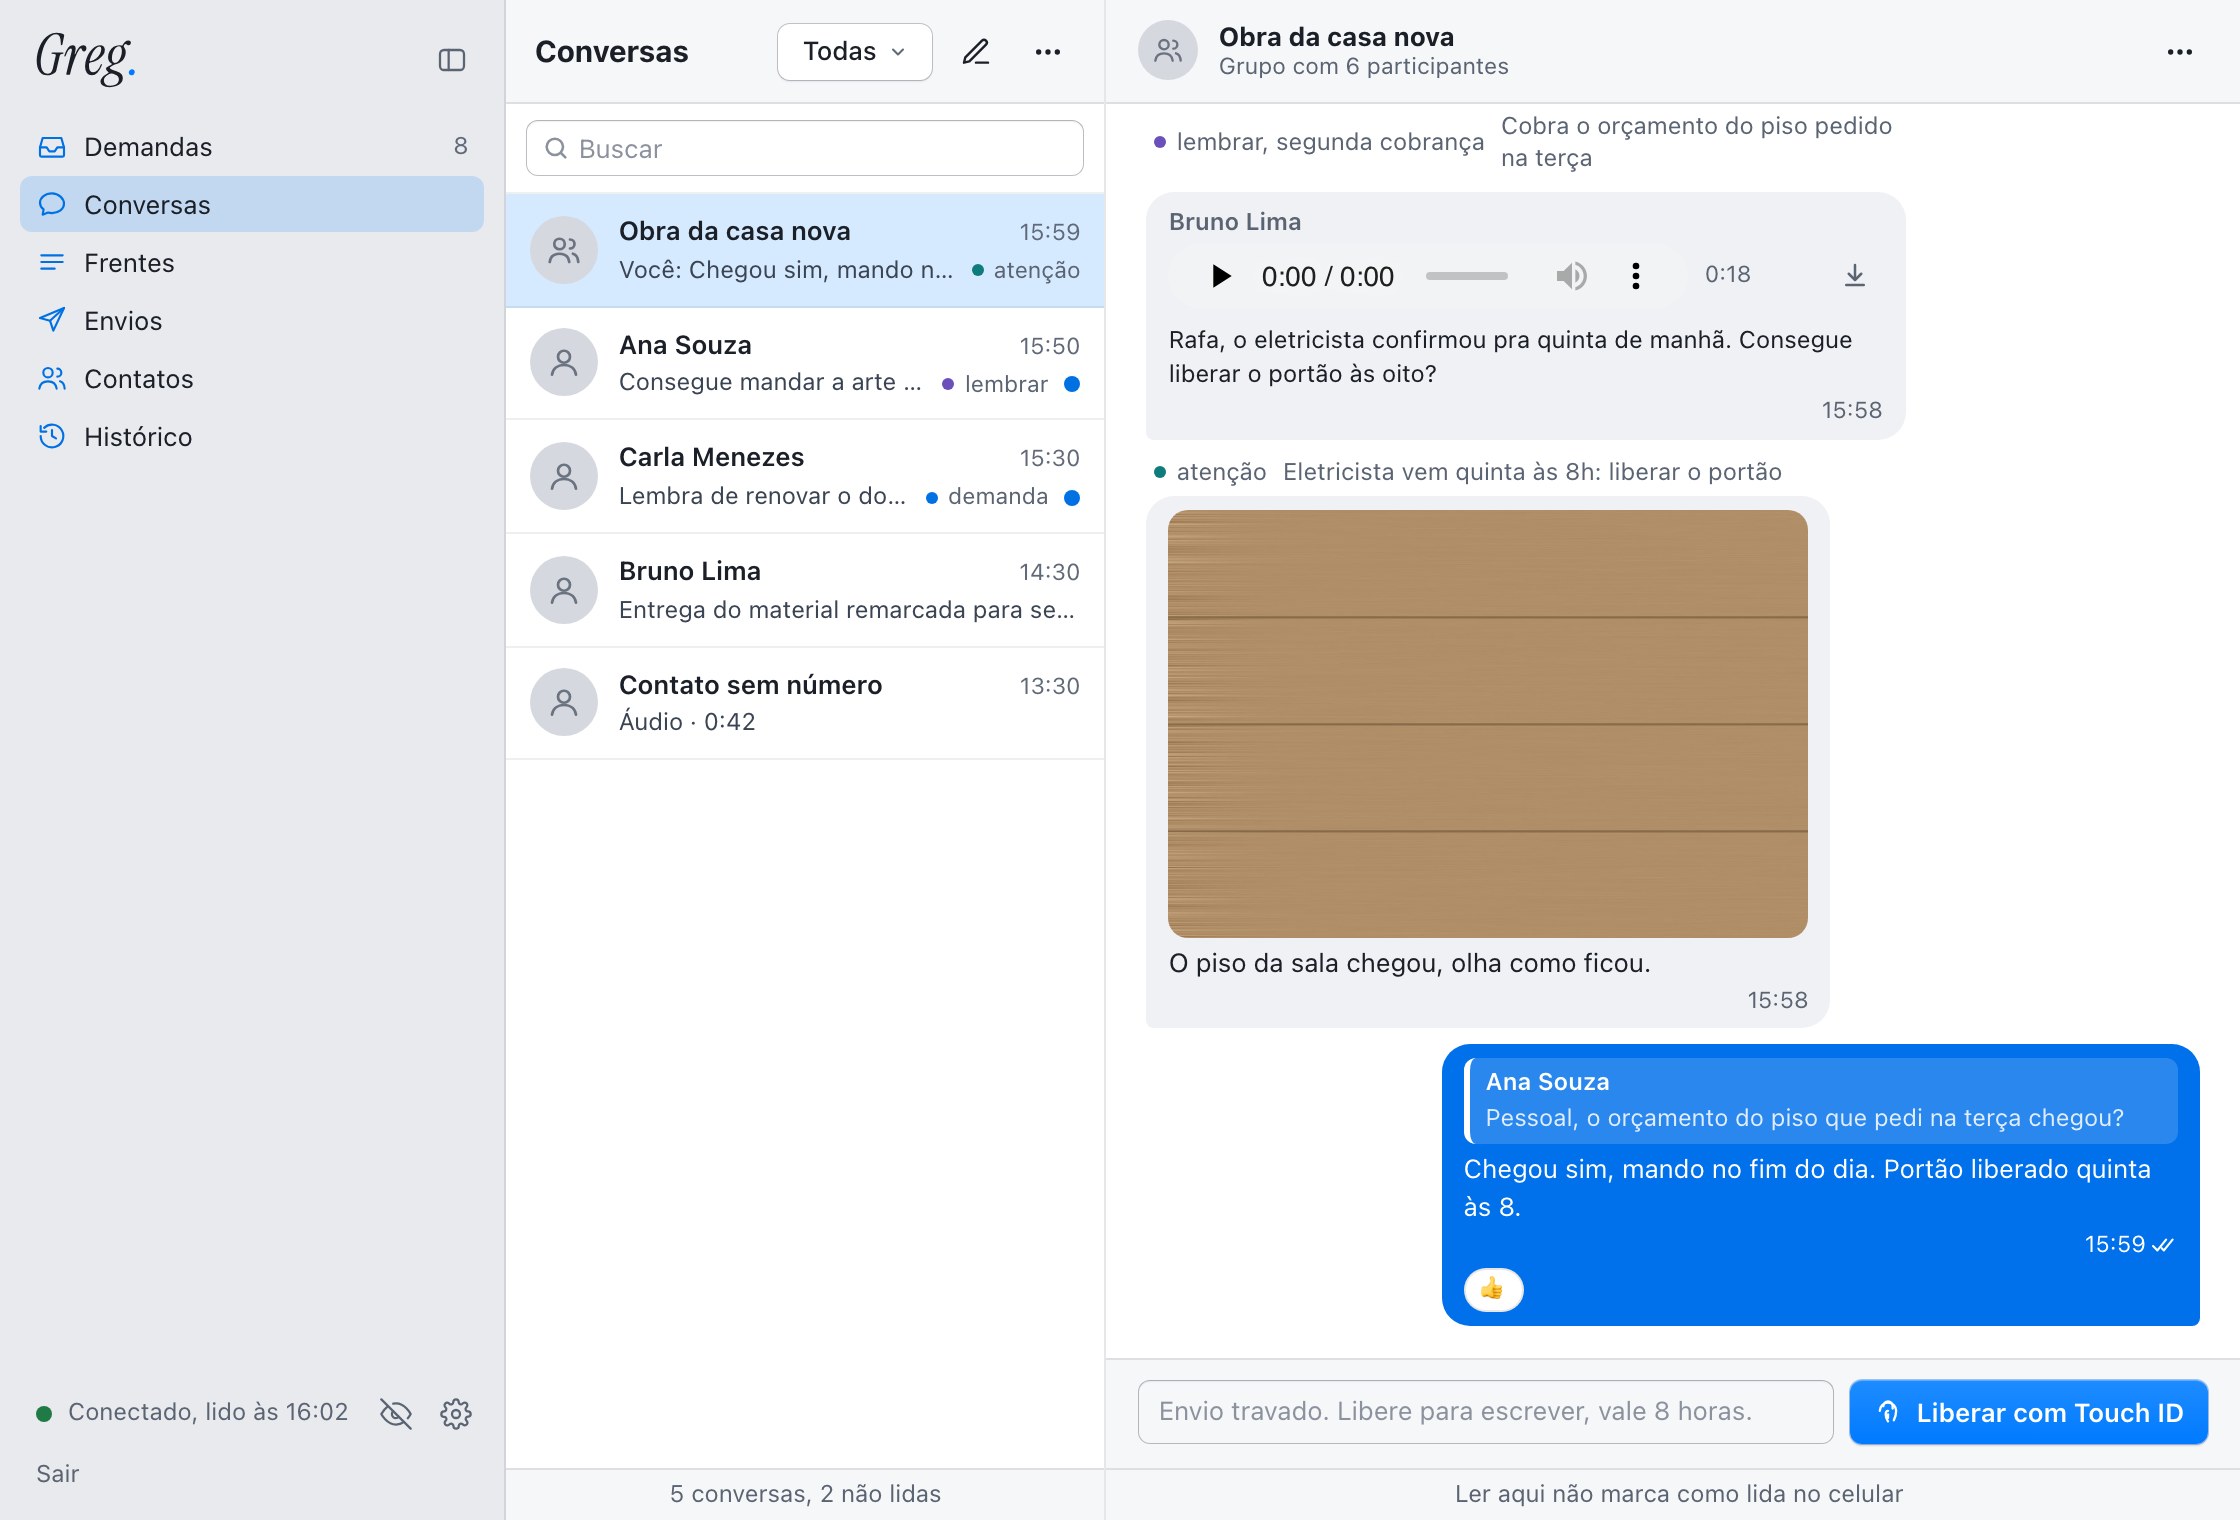 Greg.
Demandas 8
Conversas
Frentes
Envios
Contatos
Histórico
Conectado, lido às 16:02
Sair
Conversas Todas
Buscar
Obra da casa nova 15:59
Você: Chegou sim, mando n... atenção
Ana Souza 15:50
Consegue mandar a arte ... lembrar
Carla Menezes 15:30
Lembra de renovar o do... demanda
Bruno Lima 14:30
Entrega do material remarcada para se...
Contato sem número 13:30
Áudio · 0:42
5 conversas, 2 não lidas
Obra da casa nova
Grupo com 6 participantes
lembrar, segunda cobrança Cobra o orçamento do piso pedido
na terça
Bruno Lima
0:00 / 0:00 0:18
Rafa, o eletricista confirmou pra quinta de manhã. Consegue
liberar o portão às oito?
15:58
atenção Eletricista vem quinta às 8h: liberar o portão
O piso da sala chegou, olha como ficou.
15:58
Ana Souza
Pessoal, o orçamento do piso que pedi na terça chegou?
Chegou sim, mando no fim do dia. Portão liberado quinta
às 8.
15:59
Envio travado. Libere para escrever, vale 8 horas.
Liberar com Touch ID
Ler aqui não marca como lida no celular